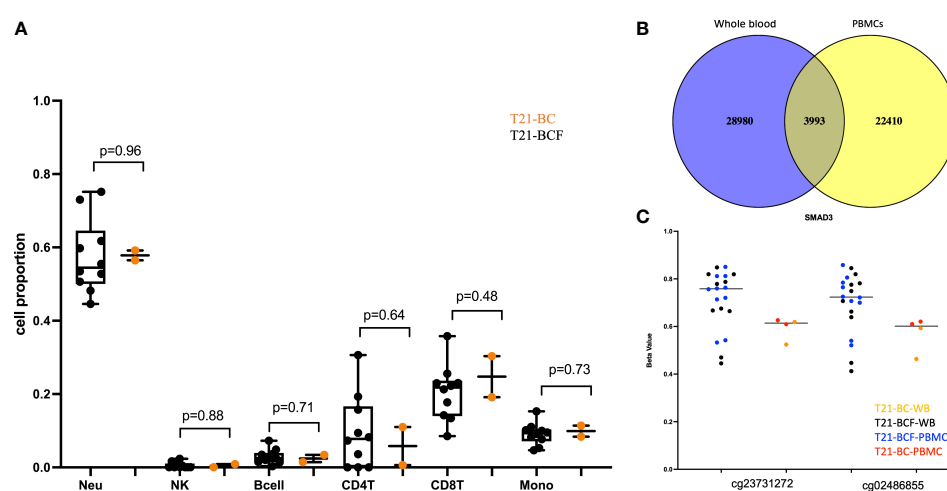 A
1.0
0.8
0.6
0.4
0.2
0.0
cell proportion
T21-BC
T21-BCF
p=0.96
p=0.88
p=0.71
p=0.64
p=0.48
p=0.73
Neu
NK
Bcell
CD4T
CD8T
Mono
B
Whole blood
PBMCs
28980
3993
22410
C
SMAD3
1.0
0.8
0.6
0.4
0.2
0.0
Beta Value
T21-BC-WB
T21-BCF-WB
T21-BCF-PBMC
T21-BC-PBMC
cg23731272
cg02486855